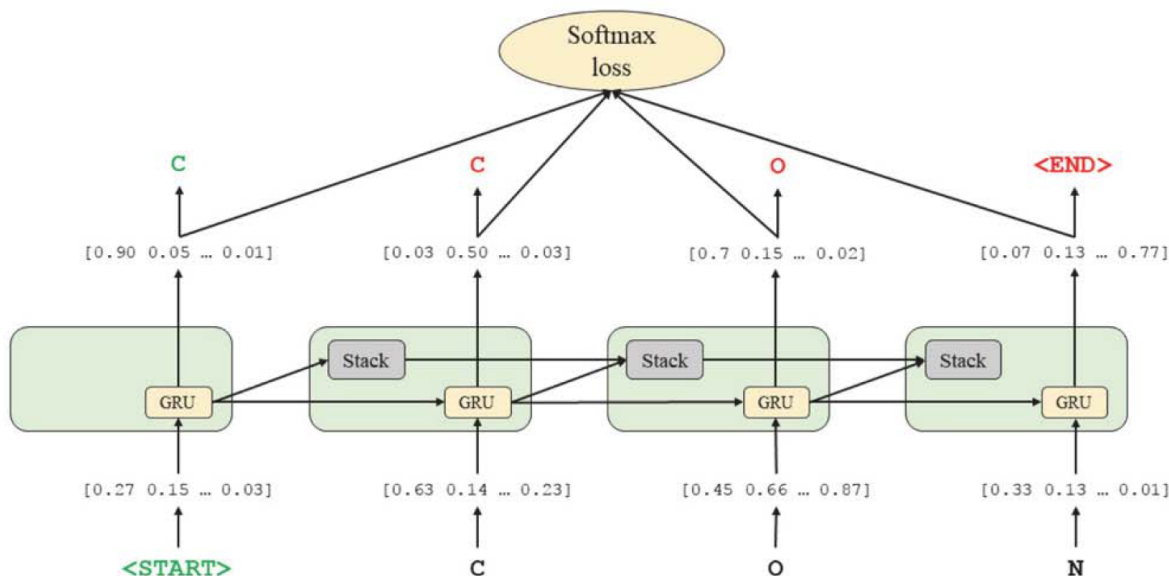 Softmax
loss
C C O <END>
[0.90 0.05 … 0.01] [0.03 0.50 … 0.03] [0.7 0.15 … 0.02] [0.07 0.13 … 0.77]
Stack Stack Stack
GRU GRU GRU GRU
[0.27 0.15 … 0.03] [0.63 0.14 … 0.23] [0.45 0.66 … 0.87] [0.33 0.13 … 0.01]
<START> C O N